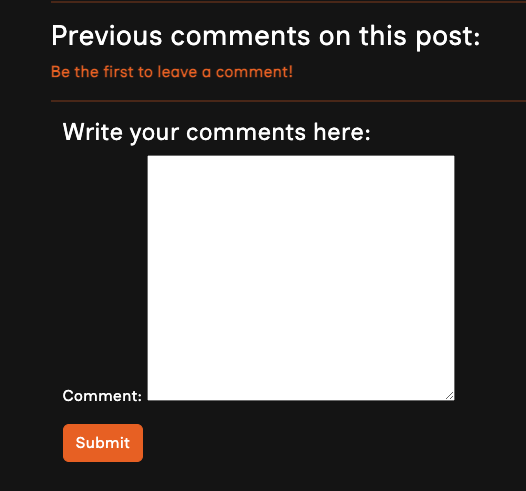 Previous comments on this post:
Be the first to leave a comment!
Write your comments here:
Comment:
Submit